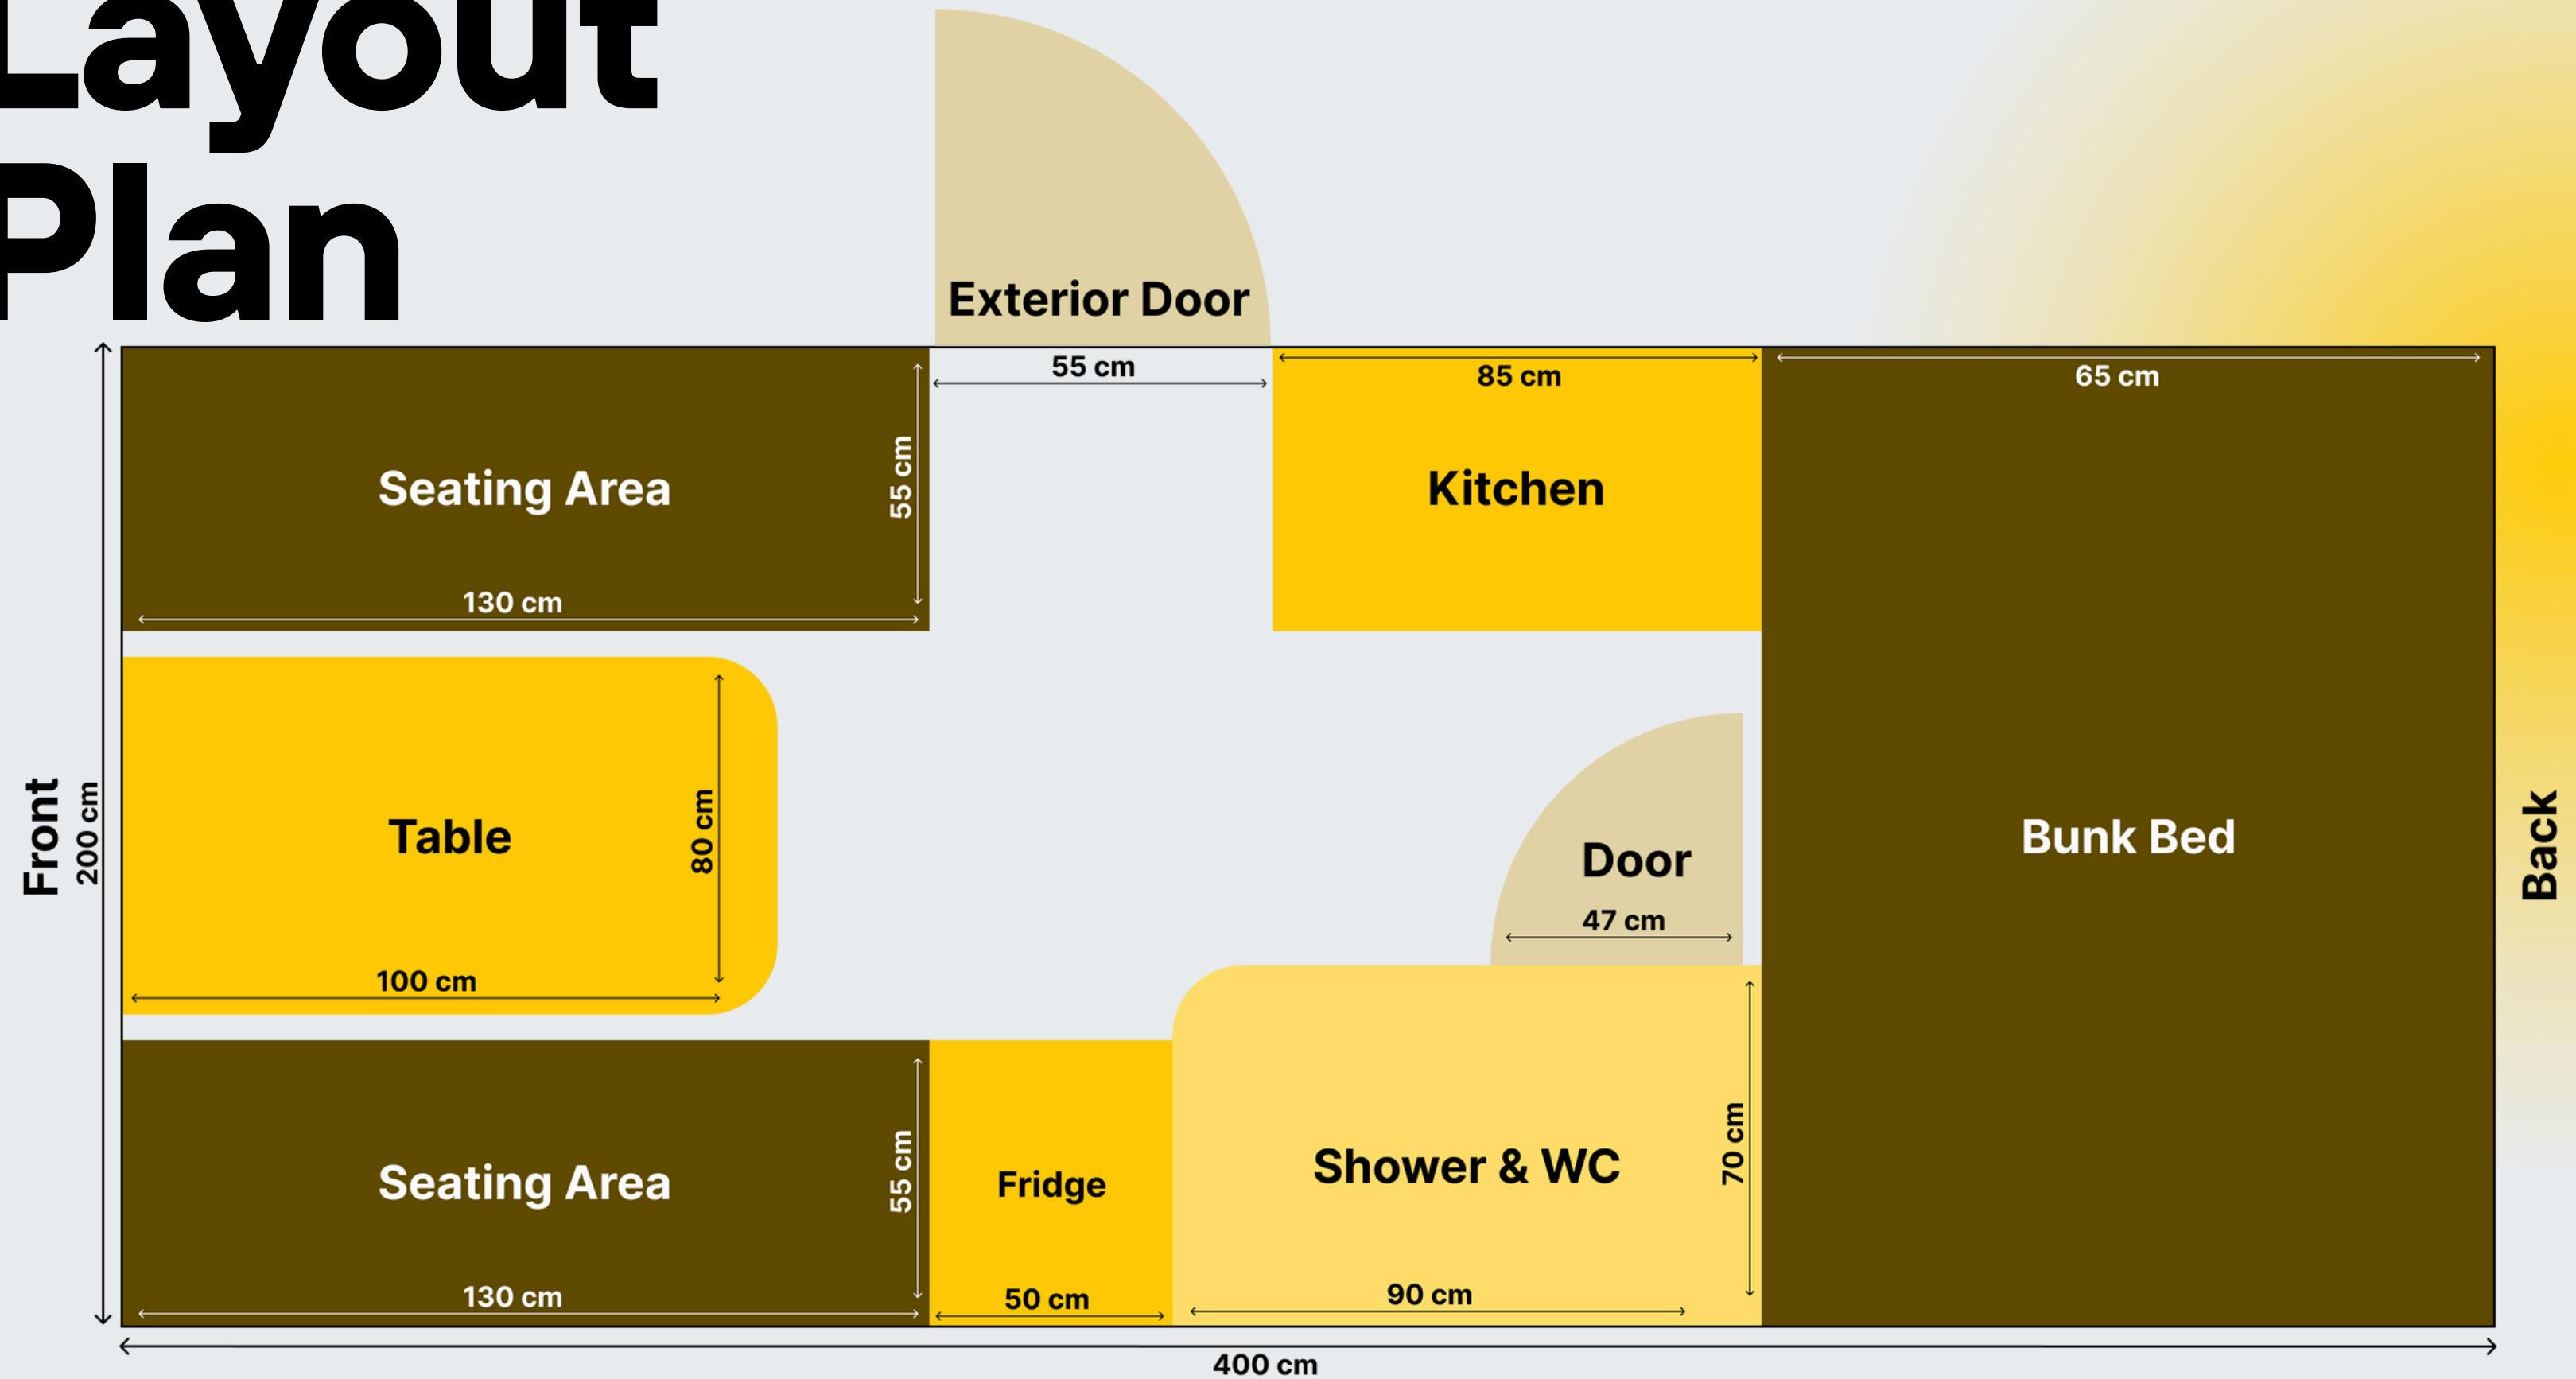 Layout
Plan
Exterior Door
55 cm
85 cm
65 cm
Seating Area
55 cm
130 cm
Kitchen
Front
200 cm
Table
80 cm
100 cm
Door
47 cm
Bunk Bed
Back
Seating Area
55 cm
130 cm
Fridge
50 cm
Shower & WC
70 cm
90 cm
400 cm